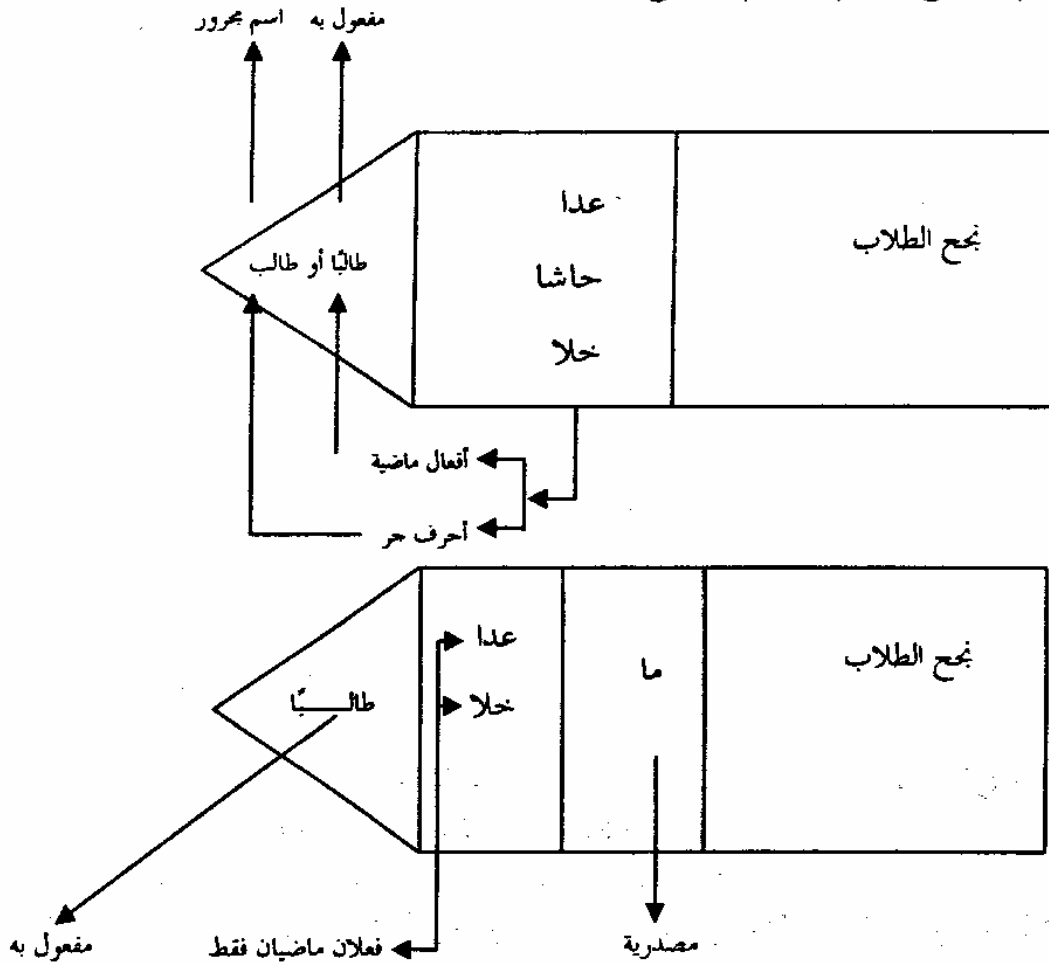 مفعول به اسم مجرور
عدا
نجح الطلاب
طالبًا أو طالب
حاشا
خلا
أفعال ماضية
أحرف جر
عدا
نجح الطلاب
ما
خلا
طالـــــبًا
مصدرية
فعلان ماضيان فقط
مفعول به